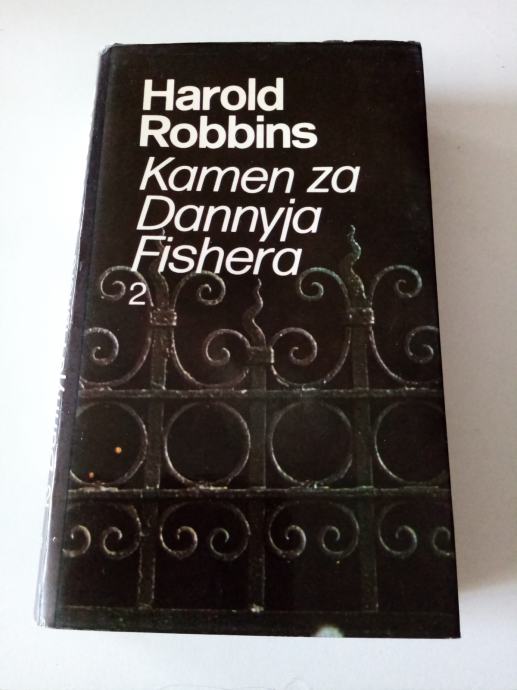 Harold
Robbins
Kamen za
Dannyja
Fishera
2